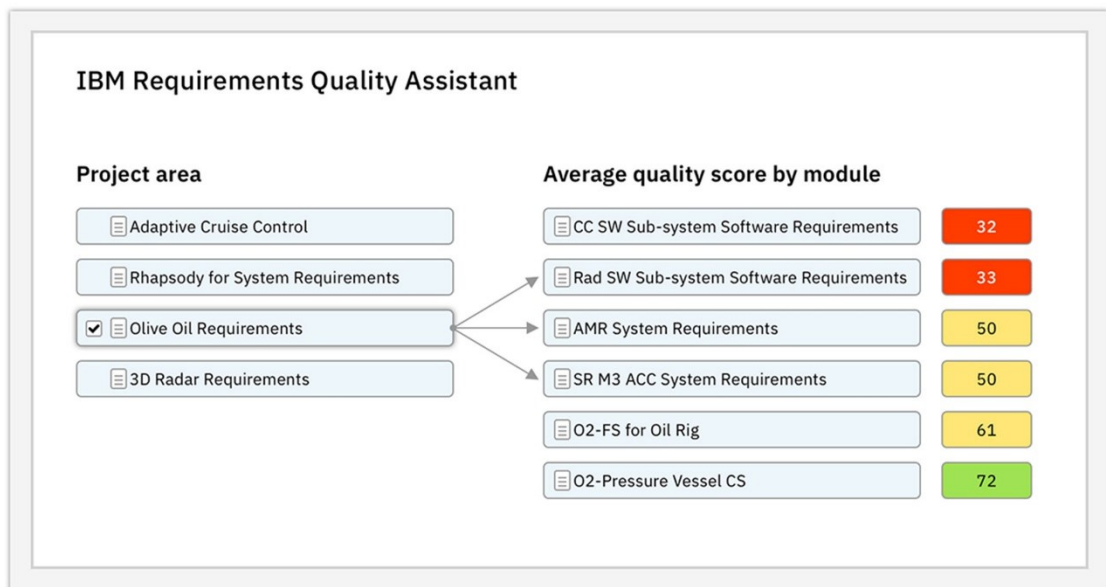 IBM Requirements Quality Assistant
Project area
Adaptive Cruise Control
Rhapsody for System Requirements
Olive Oil Requirements
3D Radar Requirements
Average quality score by module
CC SW Sub-system Software Requirements 32
Rad SW Sub-system Software Requirements 33
AMR System Requirements 50
SR M3 ACC System Requirements 50
O2-FS for Oil Rig 61
O2-Pressure Vessel CS 72